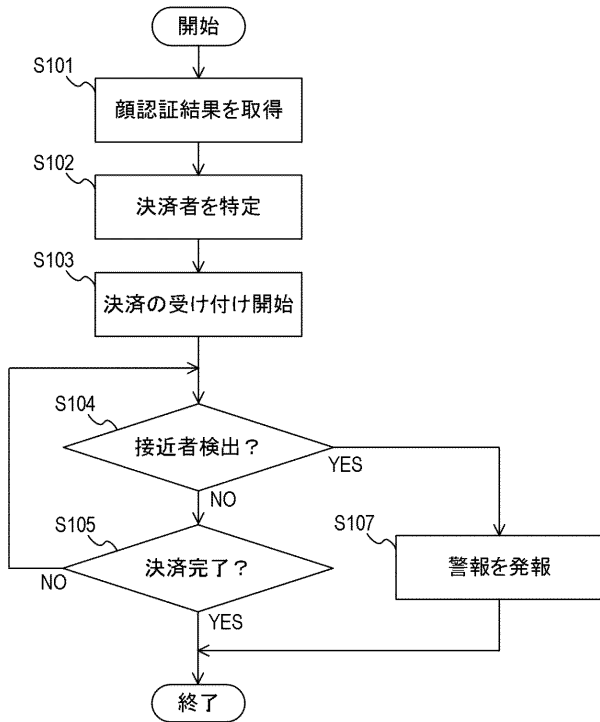 開始
S101
顔認証結果を取得
S102
決済者を特定
S103
決済の受け付け開始
S104
接近者検出？
YES
NO
S105
決済完了？
NO
YES
S107
警報を発報
終了